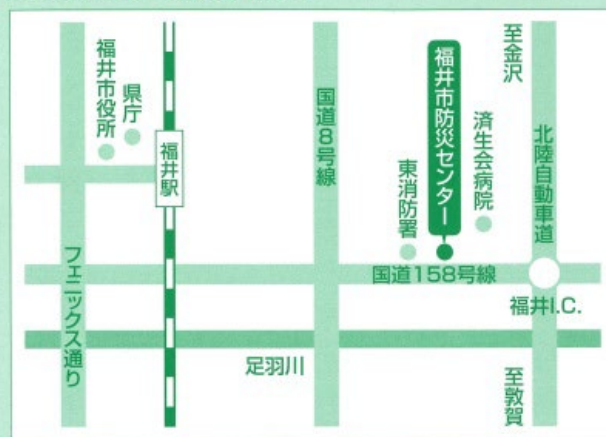 福井市役所
県庁
福井駅
フェニックス通り
国道8号線
東消防署
福井市防災センター
済生会病院
至金沢
北陸自動車道
国道158号線
福井I.C.
足羽川
至敦賀